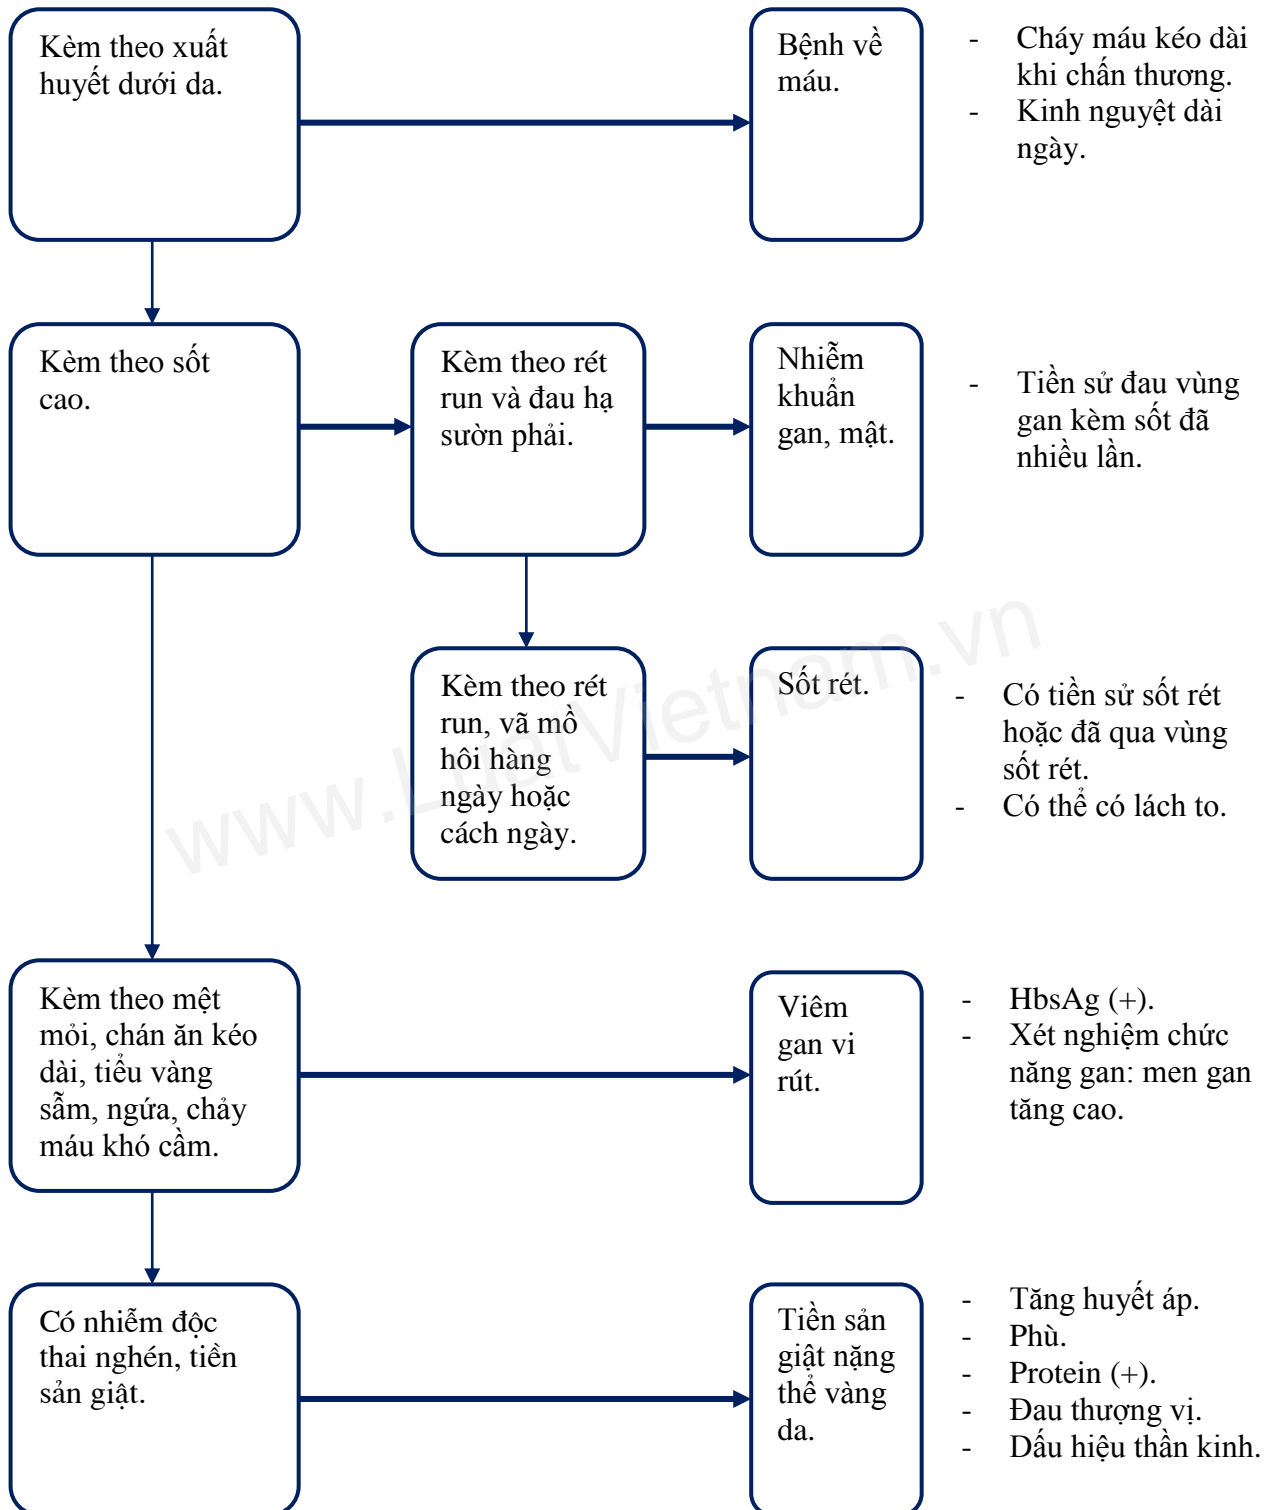 Kèm theo xuất
huyết dưới da.
Bệnh về
máu.
- Cháy máu kéo dài
khi chấn thương.
- Kinh nguyệt dài
ngày.
Kèm theo sốt
cao.
Kèm theo rét
run và đau hạ
sườn phải.
Nhiễm
khuẩn
gan, mật.
- Tiền sử đau vùng
gan kèm sốt đã
nhiều lần.
Kèm theo rét
run, vã mồ
hôi hàng
ngày hoặc
cách ngày.
Sốt rét.
- Có tiền sử sốt rét
hoặc đã qua vùng
sốt rét.
- Có thể có lách to.
www.LuatVietnam.vn
Kèm theo mệt
mỏi, chán ăn kéo
dài, tiểu vàng
sẫm, ngứa, chảy
máu khó cầm.
Viêm
gan vi
rút.
- HbsAg (+).
- Xét nghiệm chức
năng gan: men gan
tăng cao.
Có nhiễm độc
thai nghén, tiền
sản giật.
Tiền sản
giật nặng
thể vàng
da.
- Tăng huyết áp.
- Phù.
- Protein (+).
- Đau thượng vị.
- Dấu hiệu thần kinh.